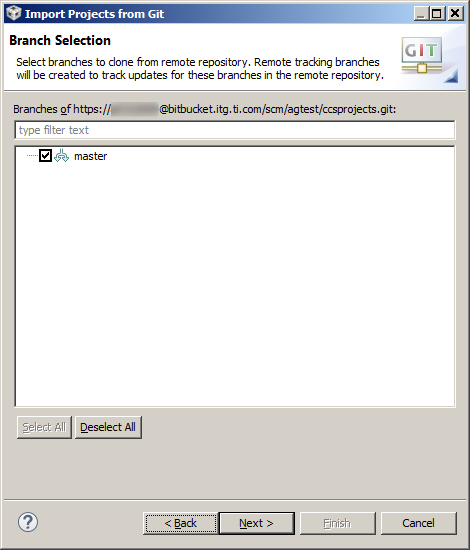 Import Projects from Git
Branch Selection
GIT
Select branches to clone from remote repository. Remote tracking branches
will be created to track updates for these branches in the remote repository.
Branches of https://@bitbucket.itg.ti.com/scm/agtest/ccsprojects.git:
type filter text
master
Select All
Deselect All
?
< Back
Next >
Finish
Cancel